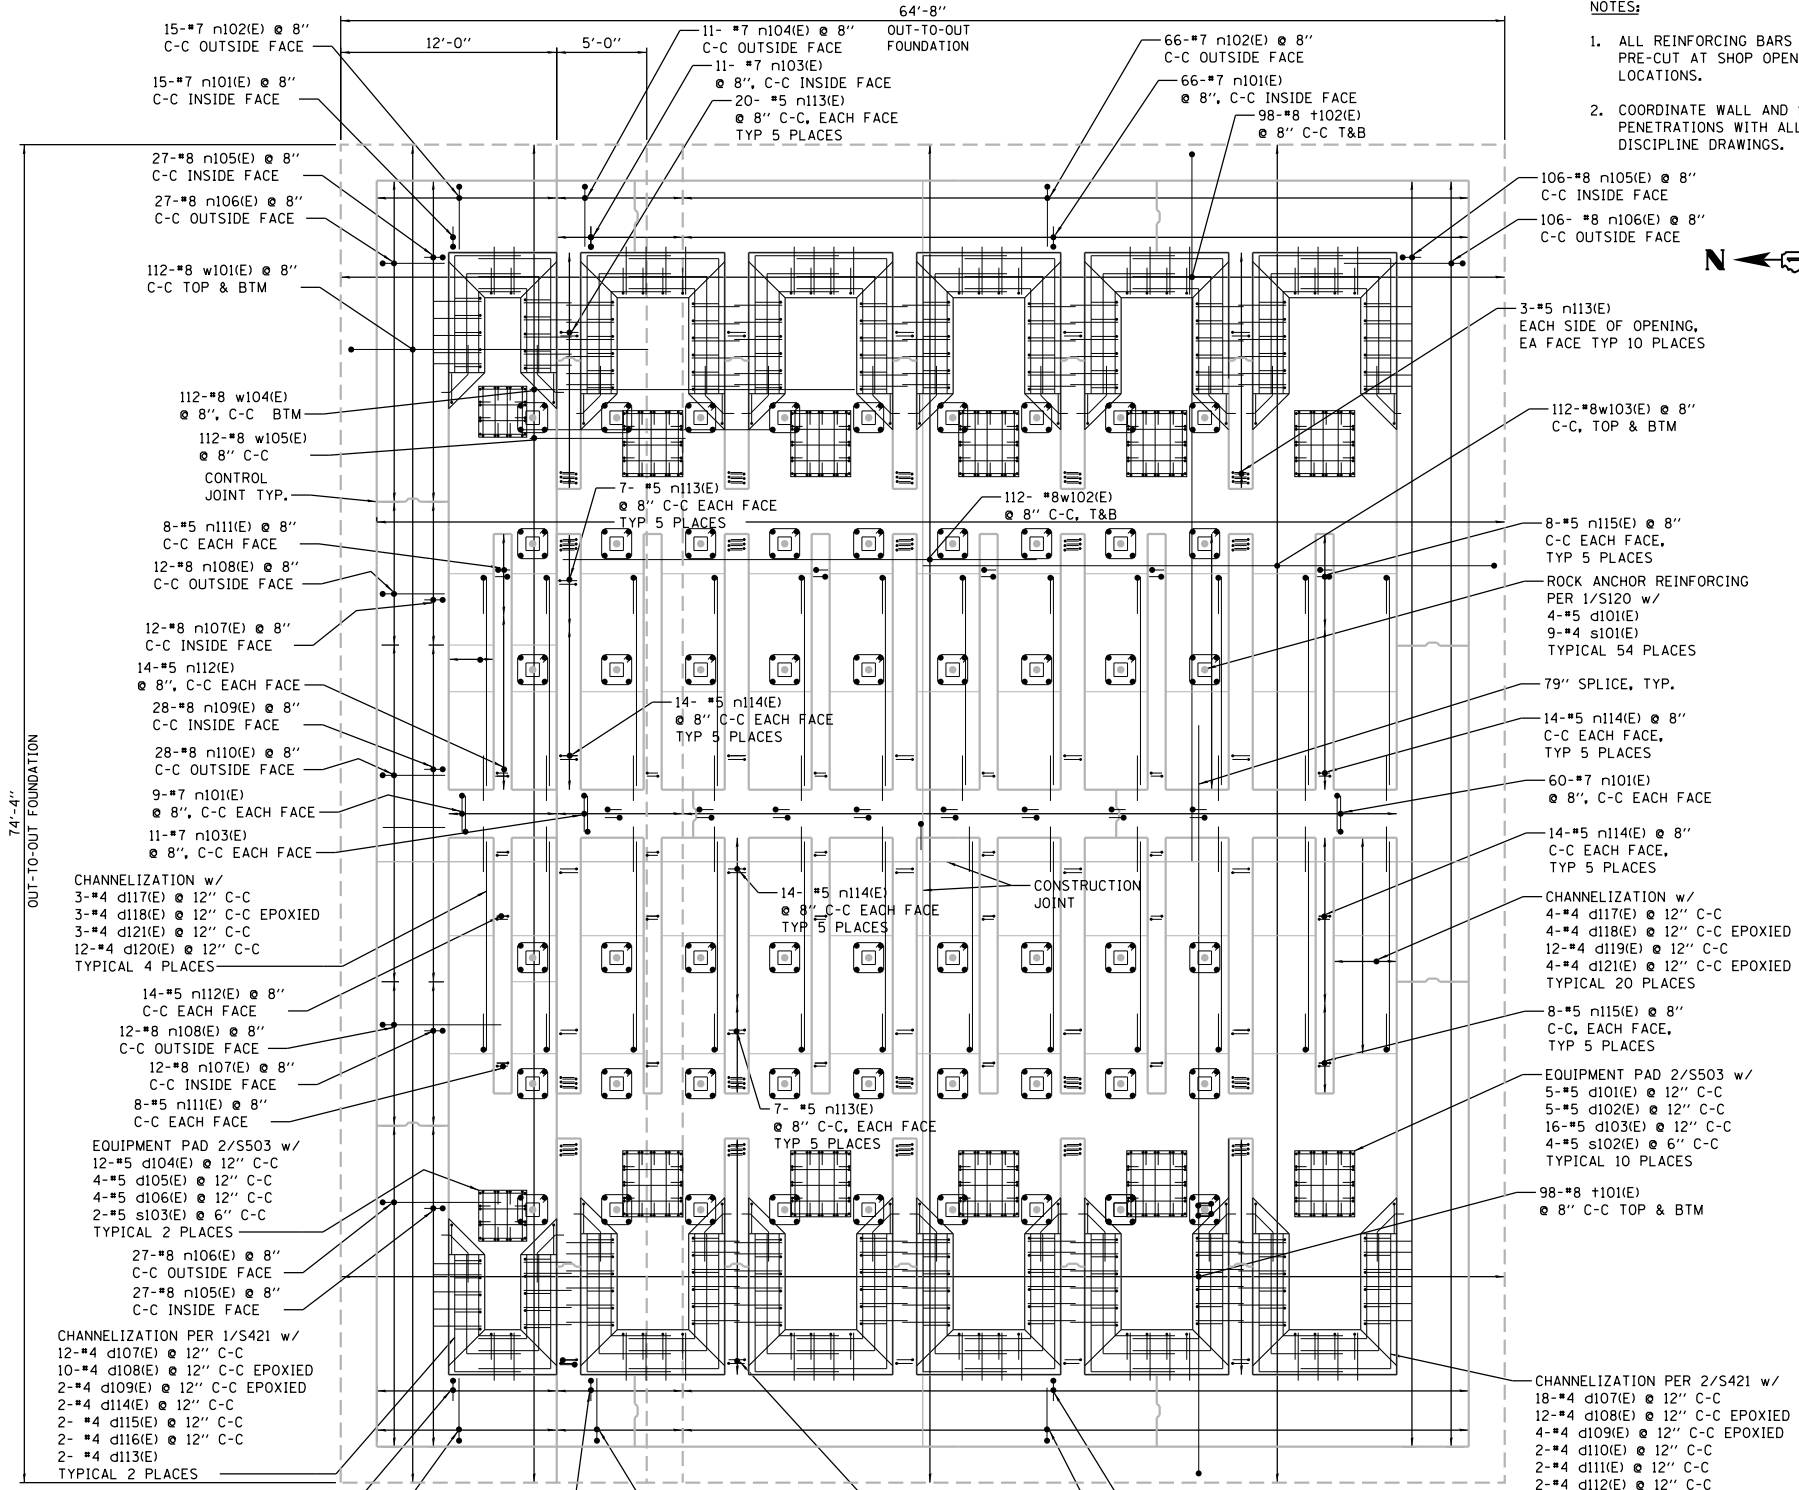 64'-8"
OUT-TO-OUT
FOUNDATION
12'-0"
5'-0"
74'-4"
OUT-TO-OUT FOUNDATION
15-#7 n102(E) @ 8"
C-C OUTSIDE FACE
15-#7 n101(E) @ 8"
C-C INSIDE FACE
27-#8 n105(E) @ 8"
C-C INSIDE FACE
27-#8 n106(E) @ 8"
C-C OUTSIDE FACE
112-#8 w101(E) @ 8"
C-C TOP & BTM
112-#8 w104(E)
@ 8", C-C BTM
112-#8 w105(E)
@ 8" C-C
CONTROL
JOINT TYP.
8-#5 n111(E) @ 8"
C-C EACH FACE
12-#8 n108(E) @ 8"
C-C OUTSIDE FACE
12-#8 n107(E) @ 8"
C-C INSIDE FACE
14-#5 n112(E)
@ 8", C-C EACH FACE
28-#8 n109(E) @ 8"
C-C INSIDE FACE
28-#8 n110(E) @ 8"
C-C OUTSIDE FACE
9-#7 n101(E)
@ 8", C-C EACH FACE
11-#7 n103(E)
@ 8", C-C EACH FACE
CHANNELIZATION w/
3-#4 d117(E) @ 12" C-C
3-#4 d118(E) @ 12" C-C EPOXIED
3-#4 d121(E) @ 12" C-C
12-#4 d120(E) @ 12" C-C
TYPICAL 4 PLACES
14-#5 n112(E) @ 8"
C-C EACH FACE
12-#8 n108(E) @ 8"
C-C OUTSIDE FACE
12-#8 n107(E) @ 8"
C-C INSIDE FACE
8-#5 n111(E) @ 8"
C-C EACH FACE
EQUIPMENT PAD 2/S503 w/
12-#5 d104(E) @ 12" C-C
4-#5 d105(E) @ 12" C-C
4-#5 d106(E) @ 12" C-C
2-#5 s103(E) @ 6" C-C
TYPICAL 2 PLACES
27-#8 n106(E) @ 8"
C-C OUTSIDE FACE
27-#8 n105(E) @ 8"
C-C INSIDE FACE
CHANNELIZATION PER 1/S421 w/
12-#4 d107(E) @ 12" C-C
10-#4 d108(E) @ 12" C-C EPOXIED
2-#4 d109(E) @ 12" C-C EPOXIED
2-#4 d114(E) @ 12" C-C
2- #4 d115(E) @ 12" C-C
2- #4 d116(E) @ 12" C-C
2- #4 d113(E)
TYPICAL 2 PLACES
11- #7 n104(E) @ 8"
C-C OUTSIDE FACE
11- #7 n103(E)
@ 8", C-C INSIDE FACE
20- #5 n113(E)
@ 8" C-C, EACH FACE
TYP 5 PLACES
66-#7 n102(E) @ 8"
C-C OUTSIDE FACE
66-#7 n101(E)
@ 8", C-C INSIDE FACE
98-#8 t102(E)
@ 8" C-C T&B
7- #5 n113(E)
@ 8" C-C EACH FACE
TYP 5 PLACES
112- #8w102(E)
@ 8" C-C, T&B
14- #5 n114(E)
@ 8" C-C EACH FACE
TYP 5 PLACES
14- #5 n114(E)
@ 8" C-C EACH FACE
TYP 5 PLACES
CONSTRUCTION
JOINT
7- #5 n113(E)
@ 8" C-C, EACH FACE
TYP 5 PLACES
NOTES:
1. ALL REINFORCING BARS
PRE-CUT AT SHOP OPEN
LOCATIONS.
2. COORDINATE WALL AND
PENETRATIONS WITH ALL
DISCIPLINE DRAWINGS.
106-#8 n105(E) @ 8"
C-C INSIDE FACE
106- #8 n106(E) @ 8"
C-C OUTSIDE FACE
N
3-#5 n113(E)
EACH SIDE OF OPENING,
EA FACE TYP 10 PLACES
112-#8w103(E) @ 8"
C-C, TOP & BTM
8-#5 n115(E) @ 8"
C-C EACH FACE,
TYP 5 PLACES
ROCK ANCHOR REINFORCING
PER 1/S120 w/
4-#5 d101(E)
9-#4 s101(E)
TYPICAL 54 PLACES
79" SPLICE, TYP.
14-#5 n114(E) @ 8"
C-C EACH FACE,
TYP 5 PLACES
60-#7 n101(E)
@ 8", C-C EACH FACE
14-#5 n114(E) @ 8"
C-C EACH FACE,
TYP 5 PLACES
CHANNELIZATION w/
4-#4 d117(E) @ 12" C-C
4-#4 d118(E) @ 12" C-C EPOXIED
12-#4 d119(E) @ 12" C-C
4-#4 d121(E) @ 12" C-C EPOXIED
TYPICAL 20 PLACES
8-#5 n115(E) @ 8"
C-C, EACH FACE,
TYP 5 PLACES
EQUIPMENT PAD 2/S503 w/
5-#5 d101(E) @ 12" C-C
5-#5 d102(E) @ 12" C-C
16-#5 d103(E) @ 12" C-C
4-#5 s102(E) @ 6" C-C
TYPICAL 10 PLACES
98-#8 t101(E)
@ 8" C-C TOP & BTM
CHANNELIZATION PER 2/S421 w/
18-#4 d107(E) @ 12" C-C
12-#4 d108(E) @ 12" C-C EPOXIED
4-#4 d109(E) @ 12" C-C EPOXIED
2-#4 d110(E) @ 12" C-C
2-#4 d111(E) @ 12" C-C
2-#4 d112(E) @ 12" C-C